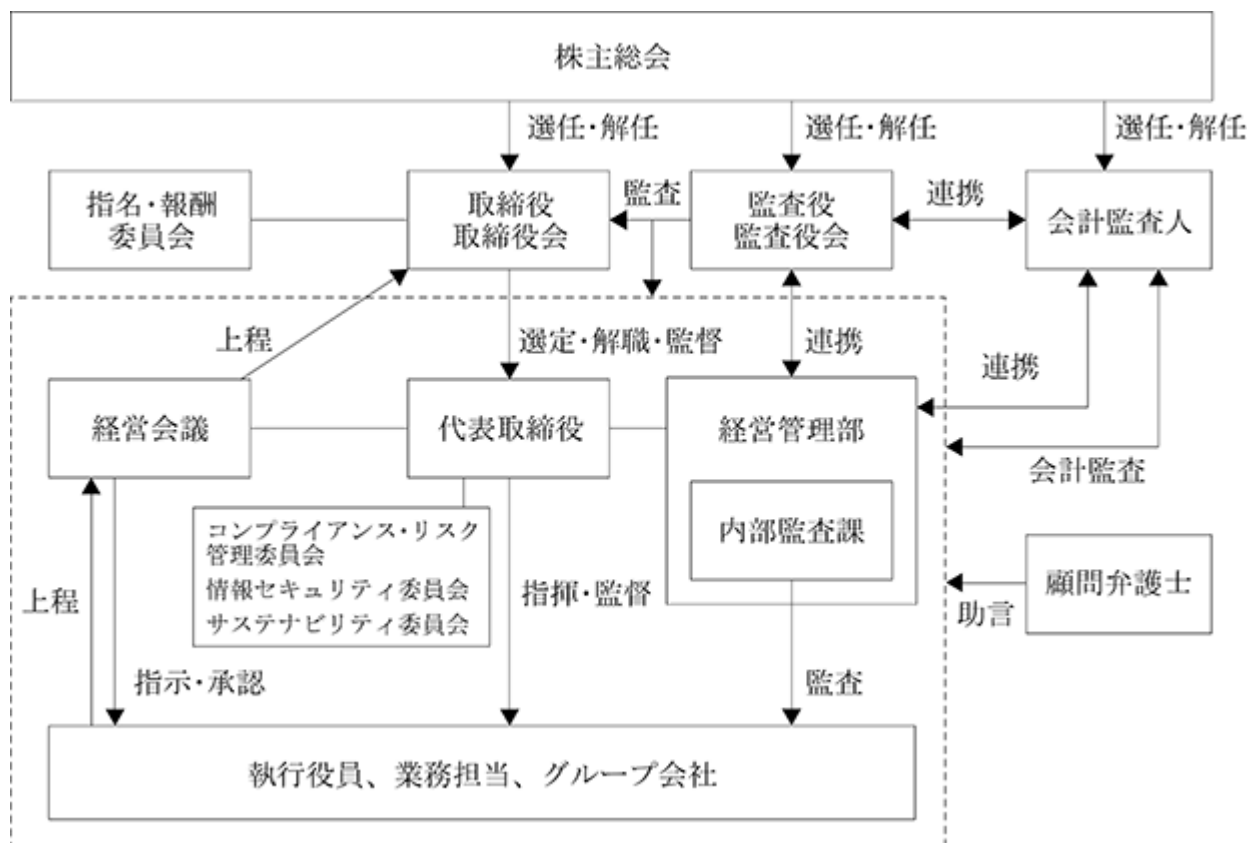 株主総会
選任・解任
選任・解任
選任・解任
指名・報酬
委員会
取締役
取締役会
監査
監査役
監査役会
連携
会計監査人
上程
選定・解職・監督
連携
連携
経営会議
代表取締役
経営管理部
会計監査
内部監査課
コンプライアンス・リスク
管理委員会
情報セキュリティ委員会
サステナビリティ委員会
上程
指揮・監督
顧問弁護士
助言
指示・承認
監査
執行役員、業務担当、グループ会社